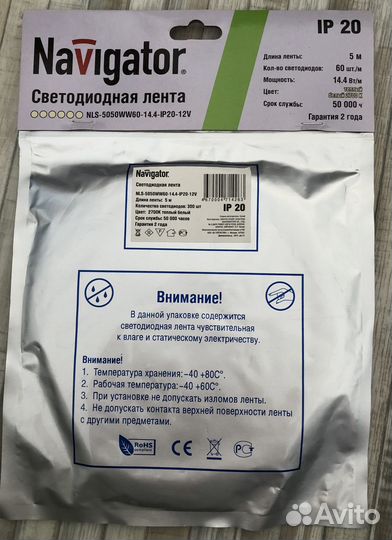 Navigator
IP 20
Светодиодная лента
NLS-5050WW60-14.4-IP20-12V
Длина ленты: 5 м
Кол-во светодиодов: 60 шт./м
Мощность: 14.4 Вт/м
Цвет: теплый
белый
Срок службы: 50 000 ч
Гарантия 2 года
Navigator
Светодиодная лента
NLS-5050WW60-14.4-IP20-12V
Длина ленты: 5 м
Количество светодиодов: 300 шт
Цвет: 2700K теплый белый
Срок службы: 50 000 часов
Гарантия 2 года
4670004714263
IP 20
Внимание!
В данной упаковке содержится
светодиодная лента чувствительная
к влаге и статическому электричеству.
Внимание!
1. Температура хранения:–40 +80С°.
2. Рабочая температура:–40 +60С°.
3. При установке не допускать изломов ленты.
4. Не допускать контакта верхней поверхности ленты
с другими предметами.
RoHS
compliant
CE
Avito